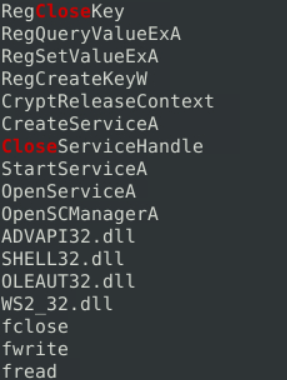 RegCloseKey
RegQueryValueExA
RegSetValueExA
RegCreateKeyW
CryptReleaseContext
CreateServiceA
CloseServiceHandle
StartServiceA
OpenServiceA
OpenSCManagerA
ADVAPI32.dll
SHELL32.dll
OLEAUT32.dll
WS2_32.dll
fclose
fwrite
fread